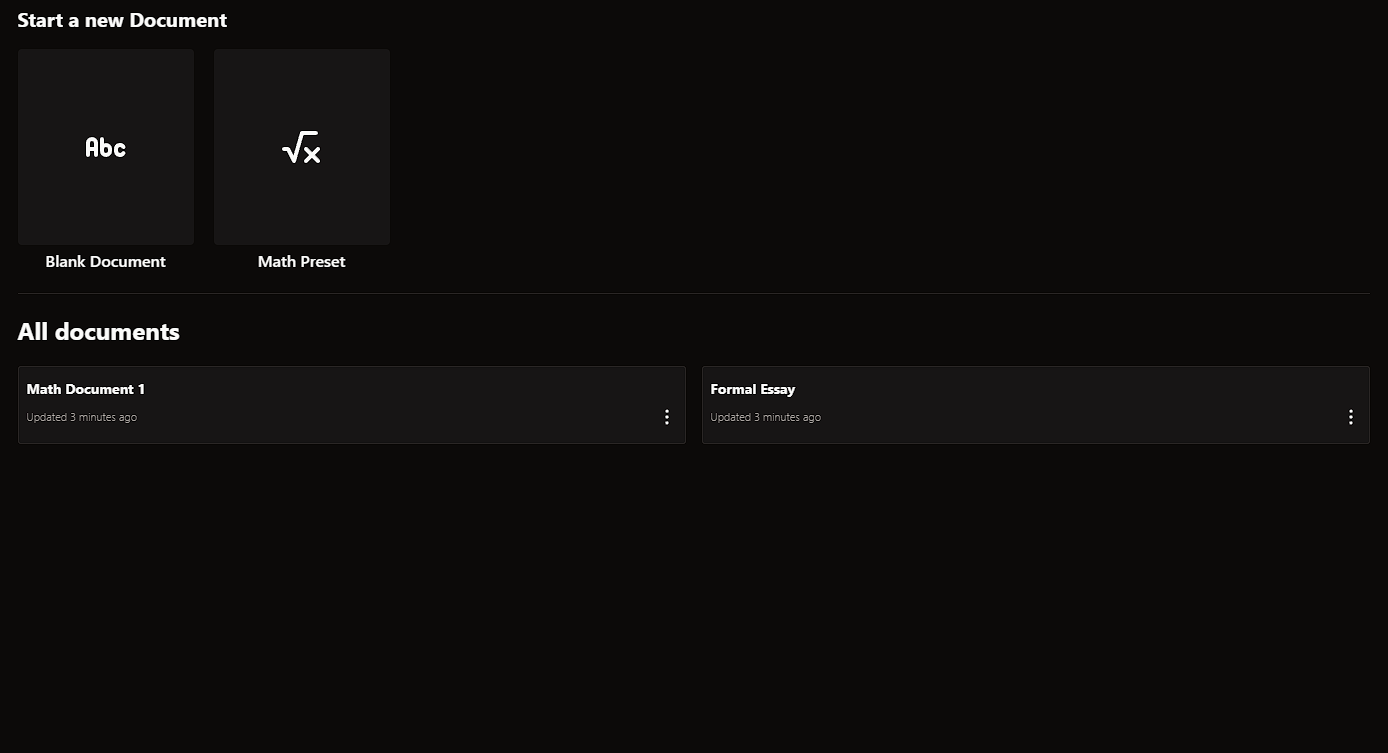 Start a new Document
Abc
√x
Blank Document
Math Preset
All documents
Math Document 1
Updated 3 minutes ago
Formal Essay
Updated 3 minutes ago